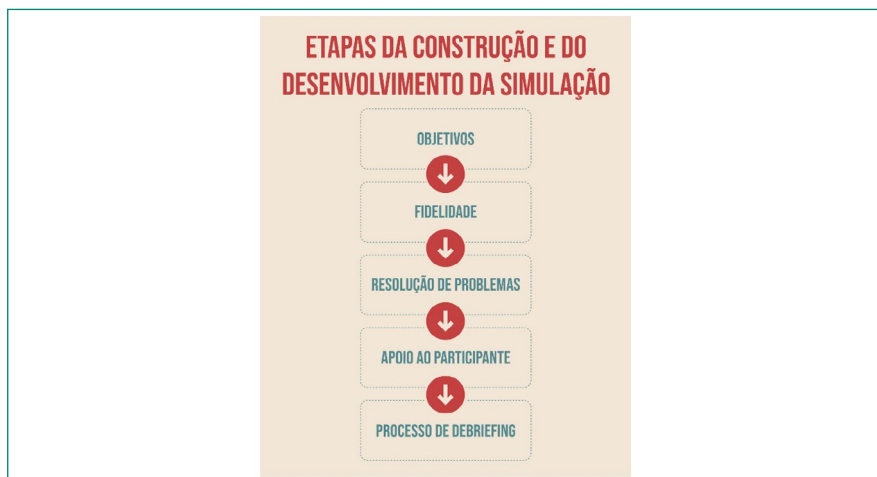 ETAPAS DA CONSTRUÇÃO E DO
DESENVOLVIMENTO DA SIMULAÇÃO
OBJETIVOS
FIDELIDADE
RESOLUÇÃO DE PROBLEMAS
APOIO AO PARTICIPANTE
PROCESSO DE DEBRIEFING